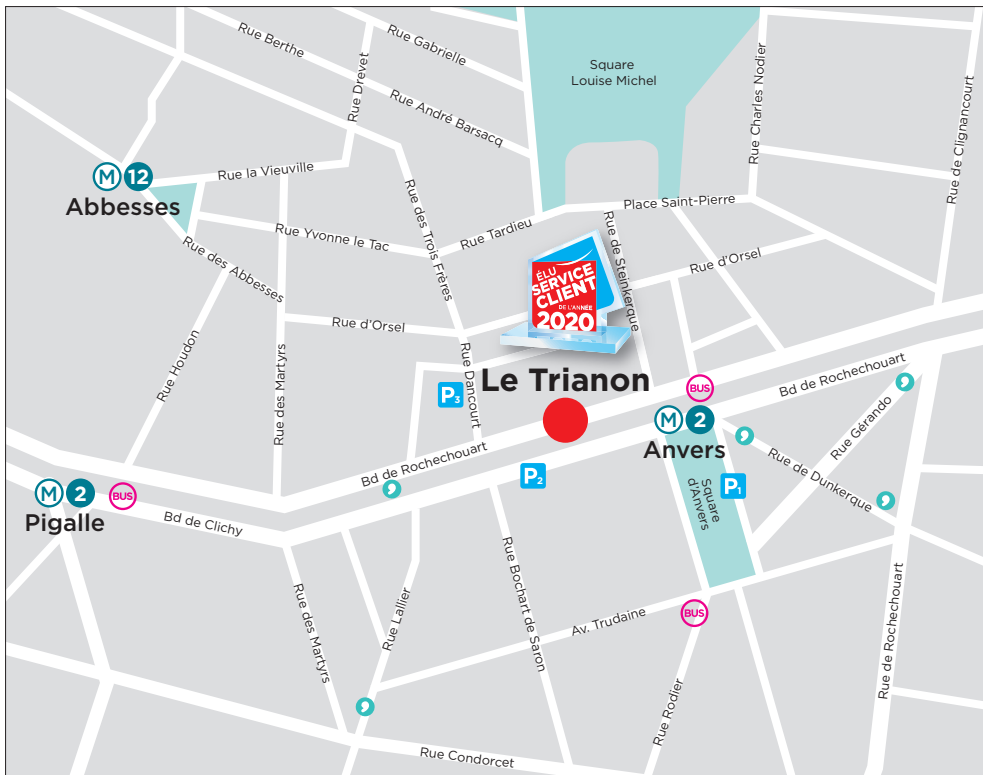 Rue Berthe
Rue Gabrielle
Square
Louise Michel
Rue Charles Nodier
Rue de Clignancourt
Rue Drevet
Rue André Barsacq
M 12
Abbesses
Rue la Vieuville
Rue des Trois Frères
Place Saint-Pierre
Rue Yvonne le Tac
Rue Tardieu
Rue de Steinkerque
Rue des Abbesses
Rue d'Orsel
ÉLU
SERVICE
CLIENT
DE L'ANNÉE
2020
Rue d'Orsel
Rue Houdon
Rue des Martyrs
Rue Dancourt
P3
Le Trianon
BUS
Bd de Rochechouart
M 2
Anvers
Rue Gérando
Bd de Rochechouart
P2
Rue de Dunkerque
Square
d'Anvers
P1
M 2
Pigalle
BUS
Bd de Clichy
Rue Bochart de Saron
Rue des Martyrs
Rue Lallier
Av. Trudaine
BUS
Rue de Rochechouart
Rue Rodier
Rue Condorcet